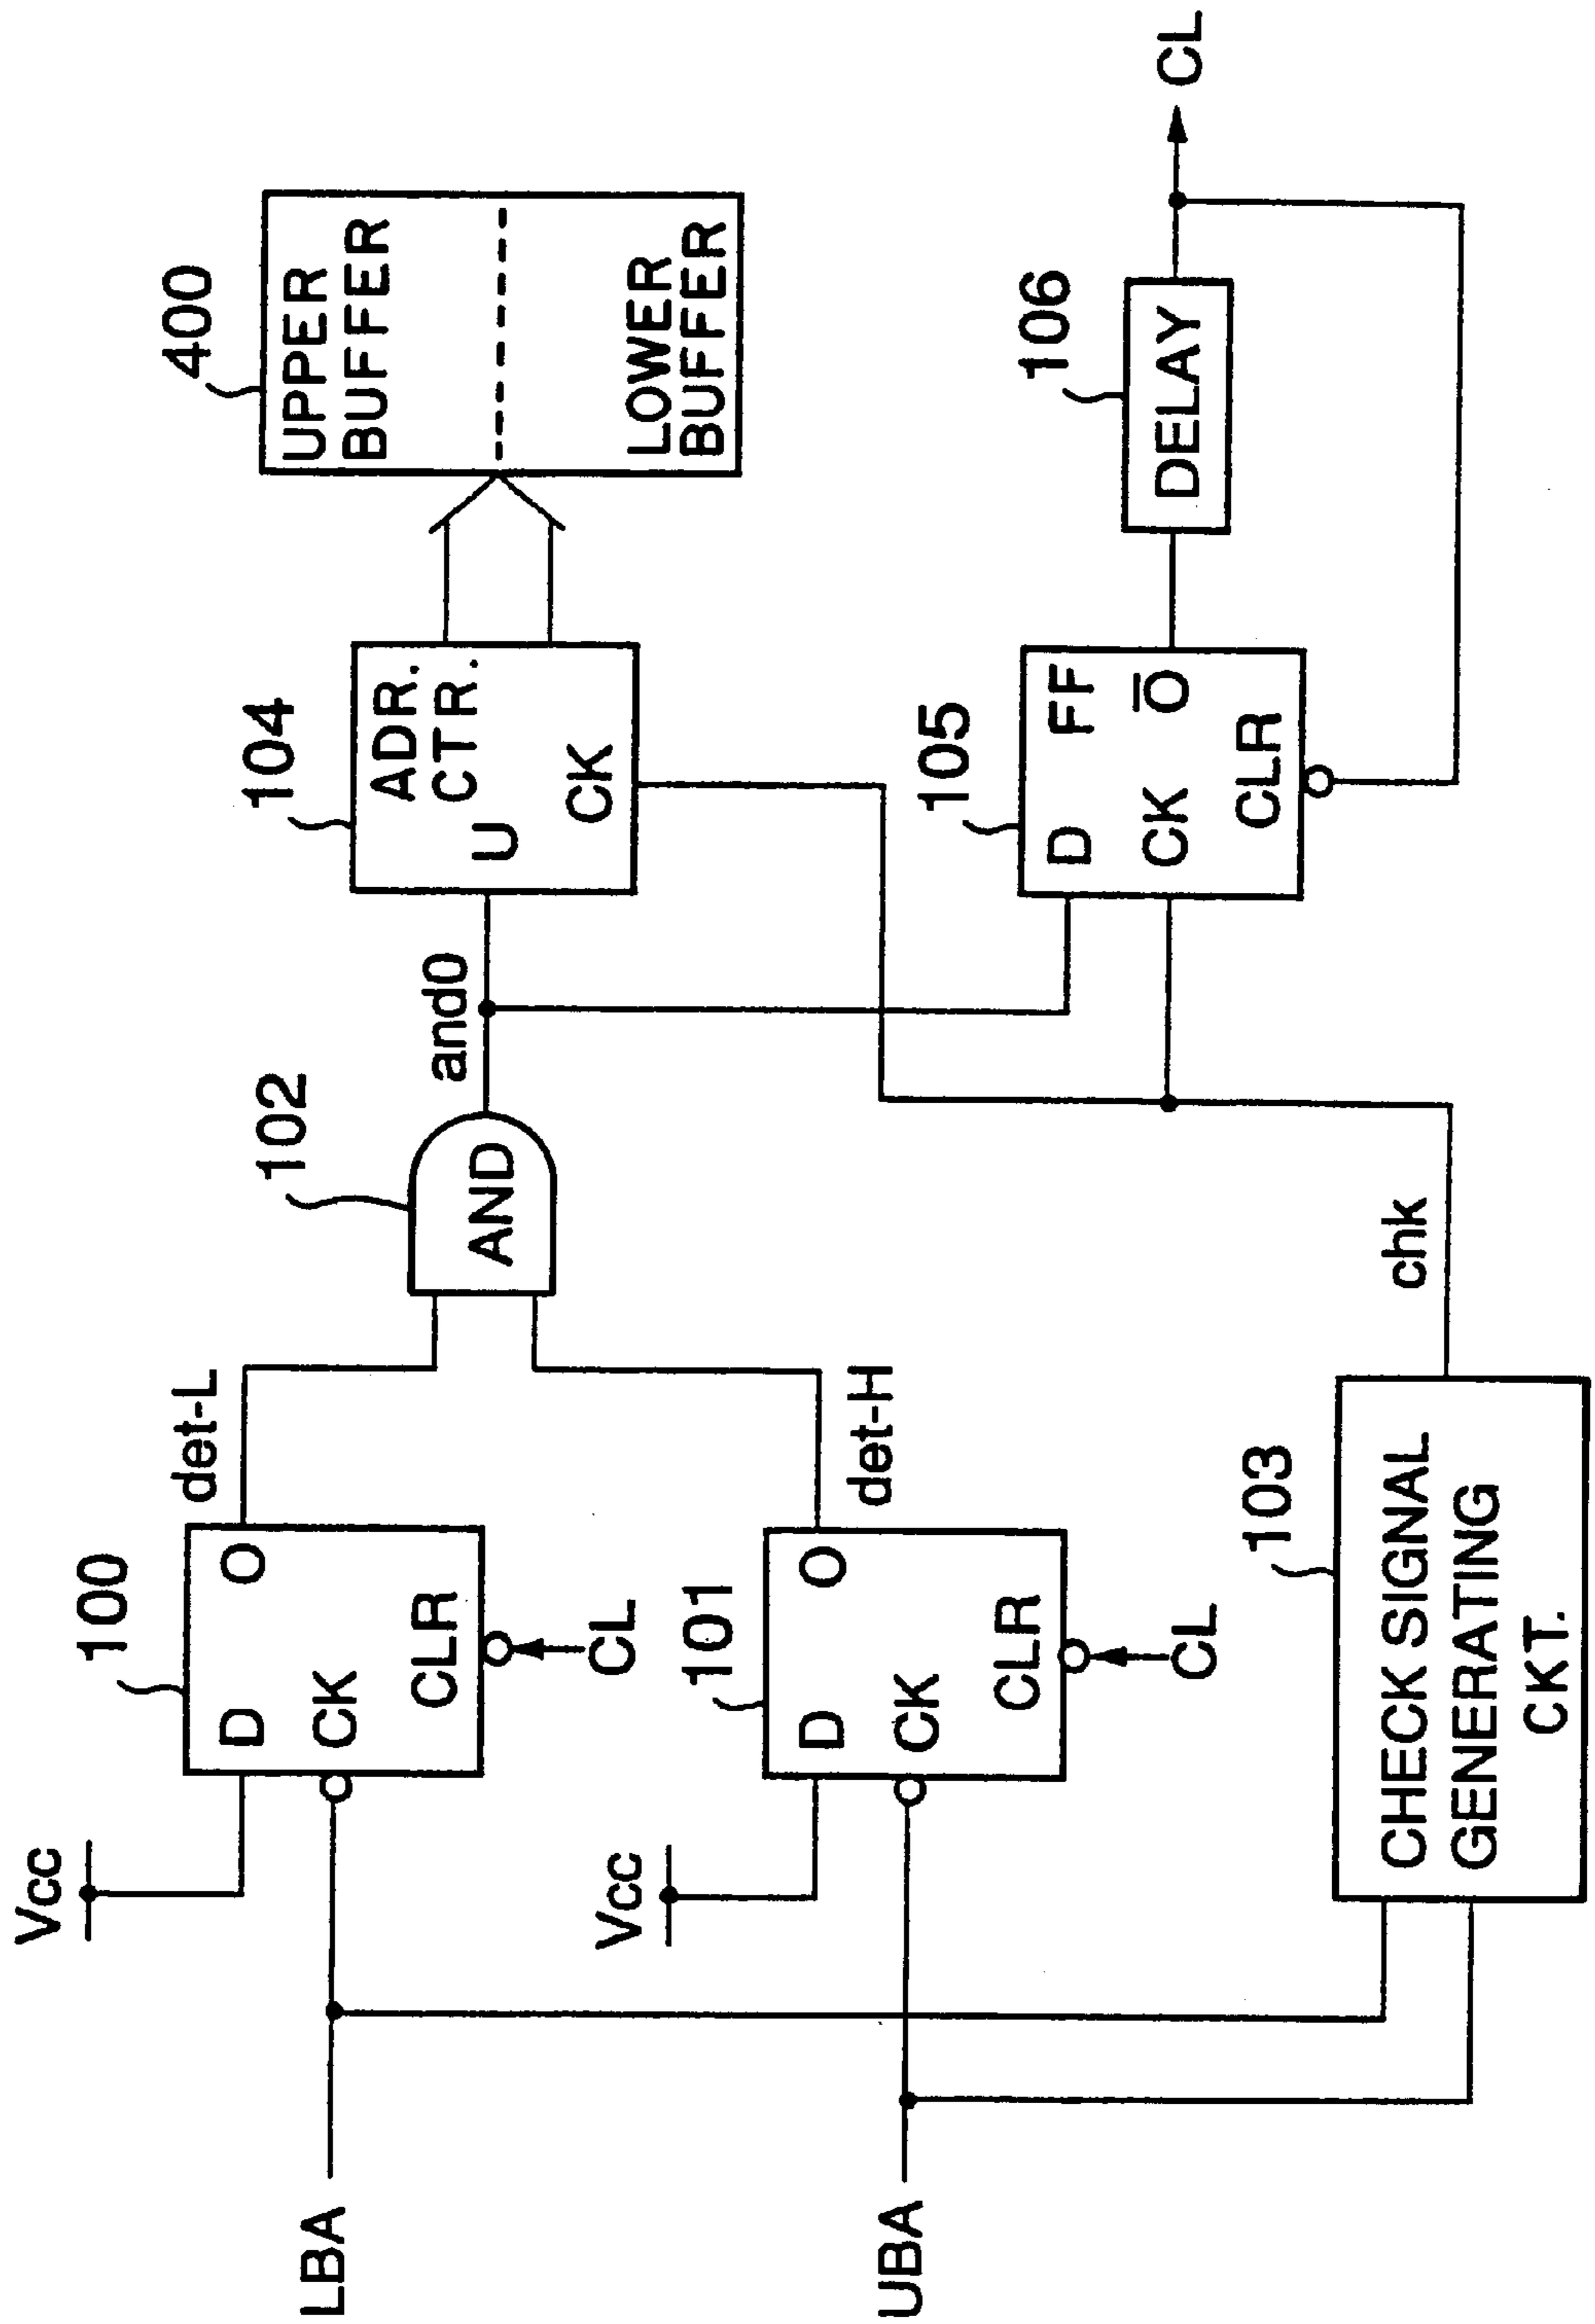 Vcc
100
D
O
CK
CLR
CL
det-L
LBA
Vcc
101
D
O
CK
CLR
CL
det-H
UBA
102
AND
and0
103
CHECK SIGNAL
GENERATING
CKT.
chk
104
ADR.
CTR.
U
CK
400
UPPER
BUFFER
LOWER
BUFFER
105
D
FF
CK
O̅
CLR
106
DELAY
CL